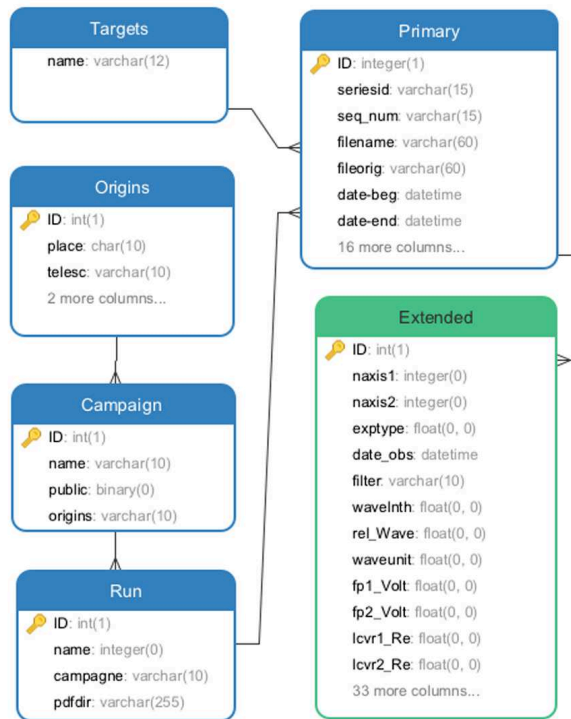 Targets
name: varchar(12)
Origins
ID: int(1)
place: char(10)
telesc: varchar(10)
2 more columns...
Campaign
ID: int(1)
name: varchar(10)
public: binary(0)
origins: varchar(10)
Run
ID: int(1)
name: integer(0)
campagne: varchar(10)
pdfdir: varchar(255)
Primary
ID: integer(1)
seriesid: varchar(15)
seq_num: varchar(15)
filename: varchar(60)
fileorig: varchar(60)
date-beg: datetime
date-end: datetime
16 more columns...
Extended
ID: int(1)
naxis1: integer(0)
naxis2: integer(0)
exptype: float(0, 0)
date_obs: datetime
filter: varchar(10)
wavelnth: float(0, 0)
rel_Wave: float(0, 0)
waveunit: float(0, 0)
fp1_Volt: float(0, 0)
fp2_Volt: float(0, 0)
lcvr1_Re: float(0, 0)
lcvr2_Re: float(0, 0)
33 more columns...